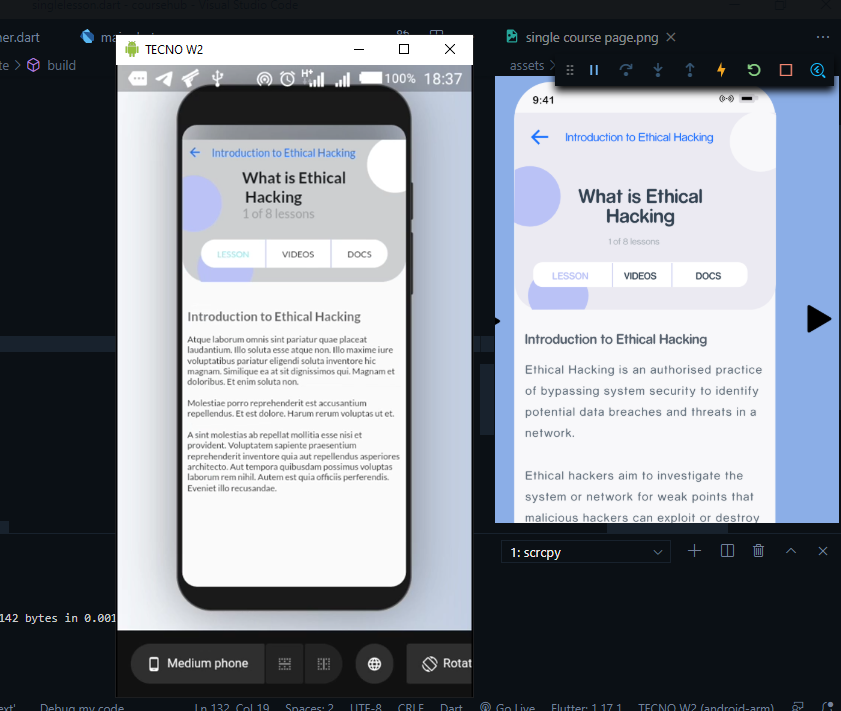 singlelesson.dart - coursehull - Visual Studio Code
ner.dart
te > build
TECNO W2
H+
100% 18:37
Introduction to Ethical Hacking
What is Ethical
Hacking
1 of 8 lessons
LESSON VIDEOS DOCS
Introduction to Ethical Hacking
Atque laborum omnis sint pariatur quae placeat
laudantium. Illo soluta esse atque non. Illo maxime iure
voluptatibus pariatur eligendi soluta inventore hic
magnam. Similique ea at sit dignissimos qui. Magnam et
doloribus. Et enim soluta non.
Molestiae porro reprehenderit est accusantium
repellendus. Et est dolore. Harum rerum voluptas ut et.
A sint molestias ab repellat mollitia esse nisi et
provident. Voluptatem sapiente praesentium
reprehenderit inventore quia aut repellendus asperiores
architecto. Aut tempora quibusdam possimus voluptas
laborum rem nihil. Autem est quia officiis perferendis.
Eveniet illo recusandae.
Medium phone
Rotat
single course page.png
assets >
9:41
Introduction to Ethical Hacking
What is Ethical
Hacking
1 of 8 lessons
LESSON VIDEOS DOCS
Introduction to Ethical Hacking
Ethical Hacking is an authorised practice
of bypassing system security to identify
potential data breaches and threats in a
network.
Ethical hackers aim to investigate the
system or network for weak points that
malicious hackers can exploit or destroy
1: scrcpy
142 bytes in 0.001
Debug my code
Ln 132, Col 19 Spaces: 2 UTF-8 CRLF Dart Go Live Flutter: 1.17.1 TECNO W2 (android-arm)